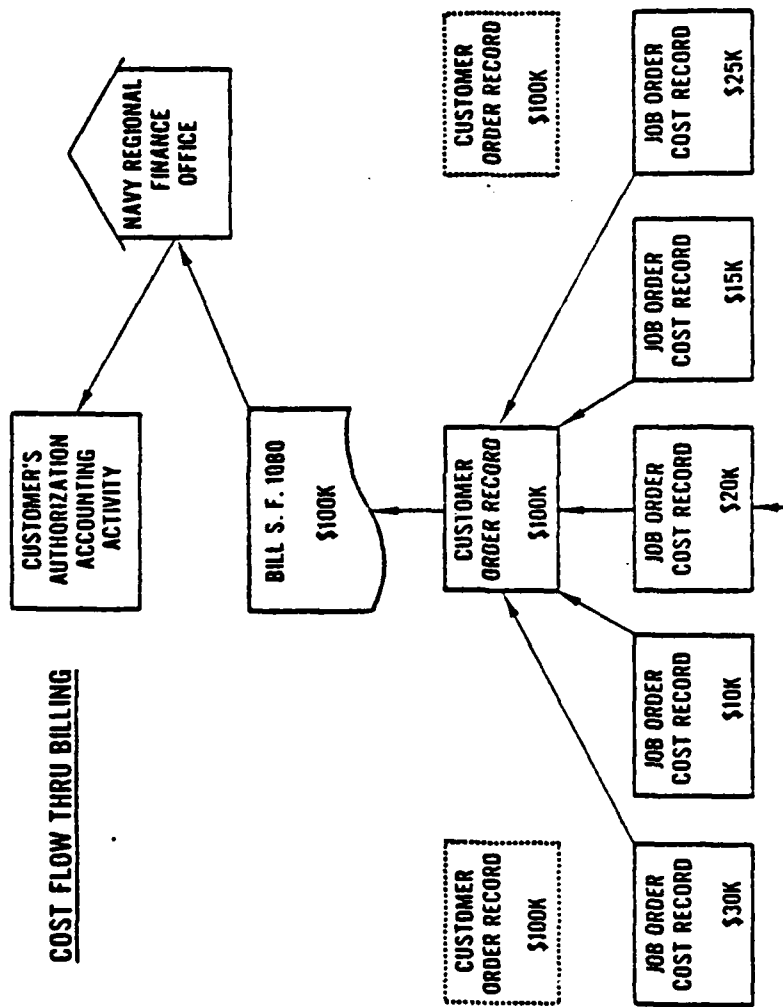 COST FLOW THRU BILLING
CUSTOMER'S
AUTHORIZATION
ACCOUNTING
ACTIVITY
NAVY REGIONAL
FINANCE
OFFICE
BILL S. F. 1080
$100K
CUSTOMER
ORDER RECORD
$100K
CUSTOMER
ORDER RECORD
$100K
CUSTOMER
ORDER RECORD
$100K
JOB ORDER
COST RECORD
$30K
JOB ORDER
COST RECORD
$10K
JOB ORDER
COST RECORD
$20K
JOB ORDER
COST RECORD
$15K
JOB ORDER
COST RECORD
$25K